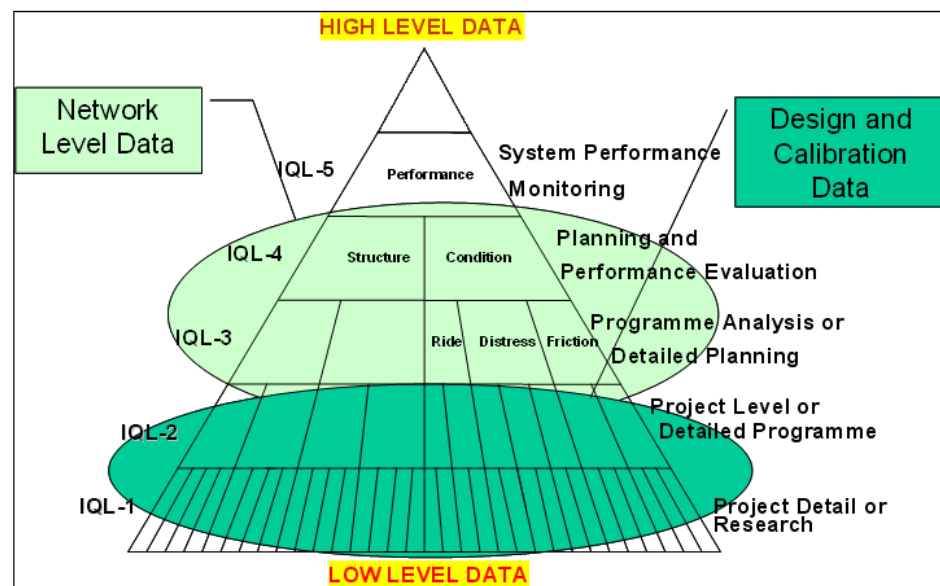 HIGH LEVEL DATA
Network
Level Data
Design and
Calibration
Data
IQL-5
Performance
System Performance
Monitoring
IQL-4
Structure
Condition
Planning and
Performance Evaluation
IQL-3
Ride
Distress
Friction
Programme Analysis or
Detailed Planning
IQL-2
Project Level or
Detailed Programme
IQL-1
Project Detail or
Research
LOW LEVEL DATA